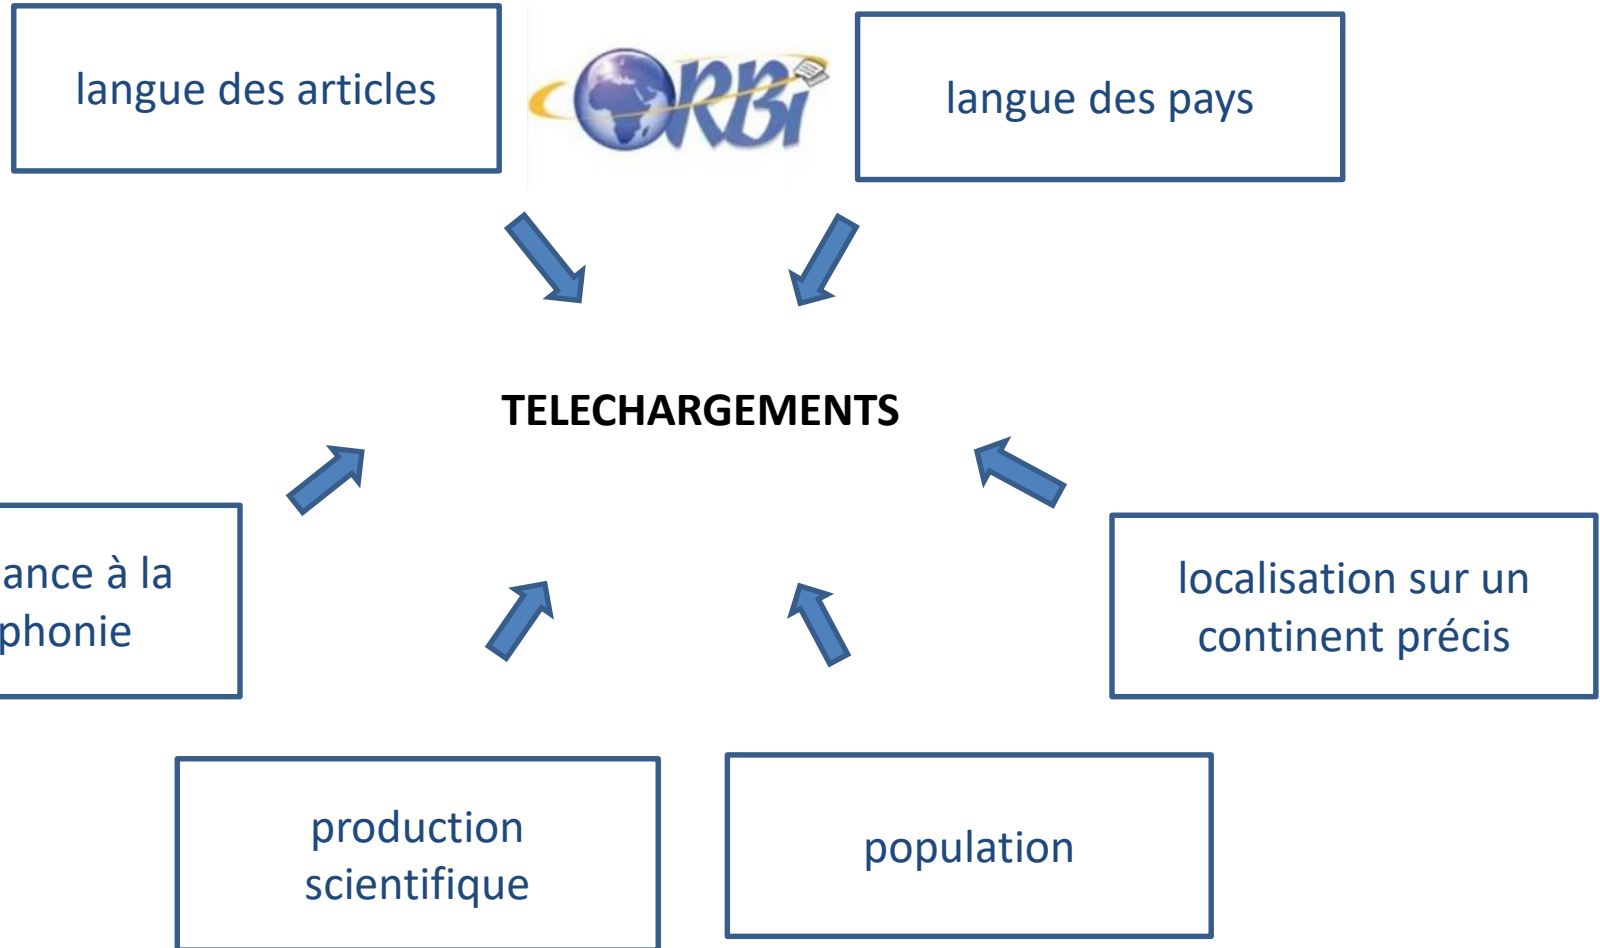 langue des articles
ORBi
langue des pays
TELECHARGEMENTS
ance à la
phonie
localisation sur un
continent précis
production
scientifique
population